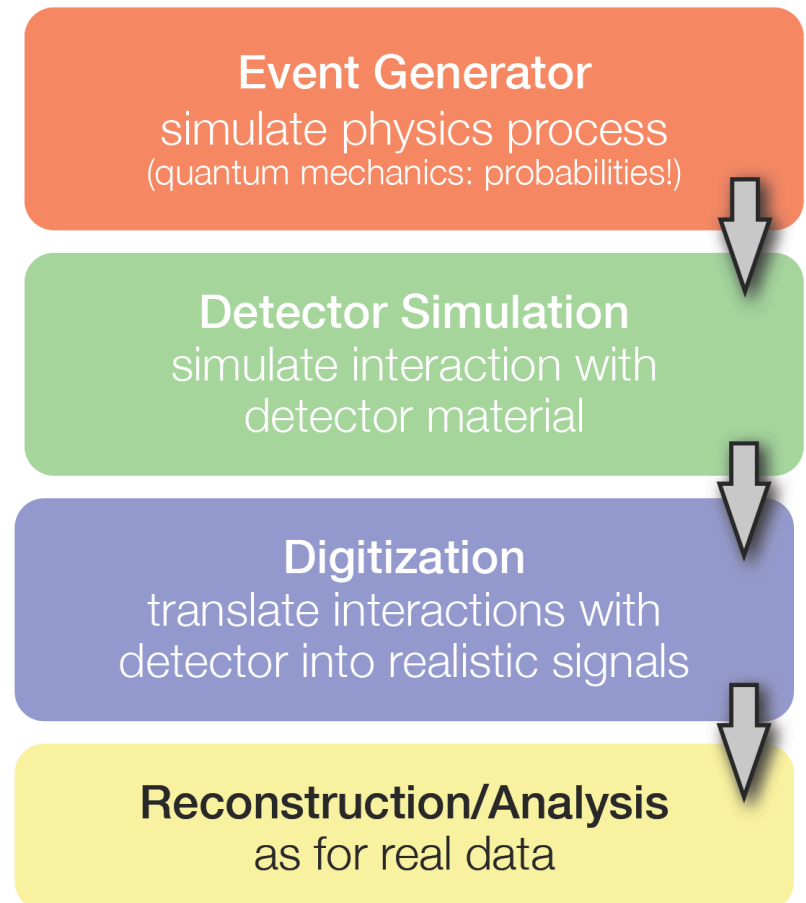 Event Generator
simulate physics process
(quantum mechanics: probabilities!)
Detector Simulation
simulate interaction with
detector material
Digitization
translate interactions with
detector into realistic signals
Reconstruction/Analysis
as for real data